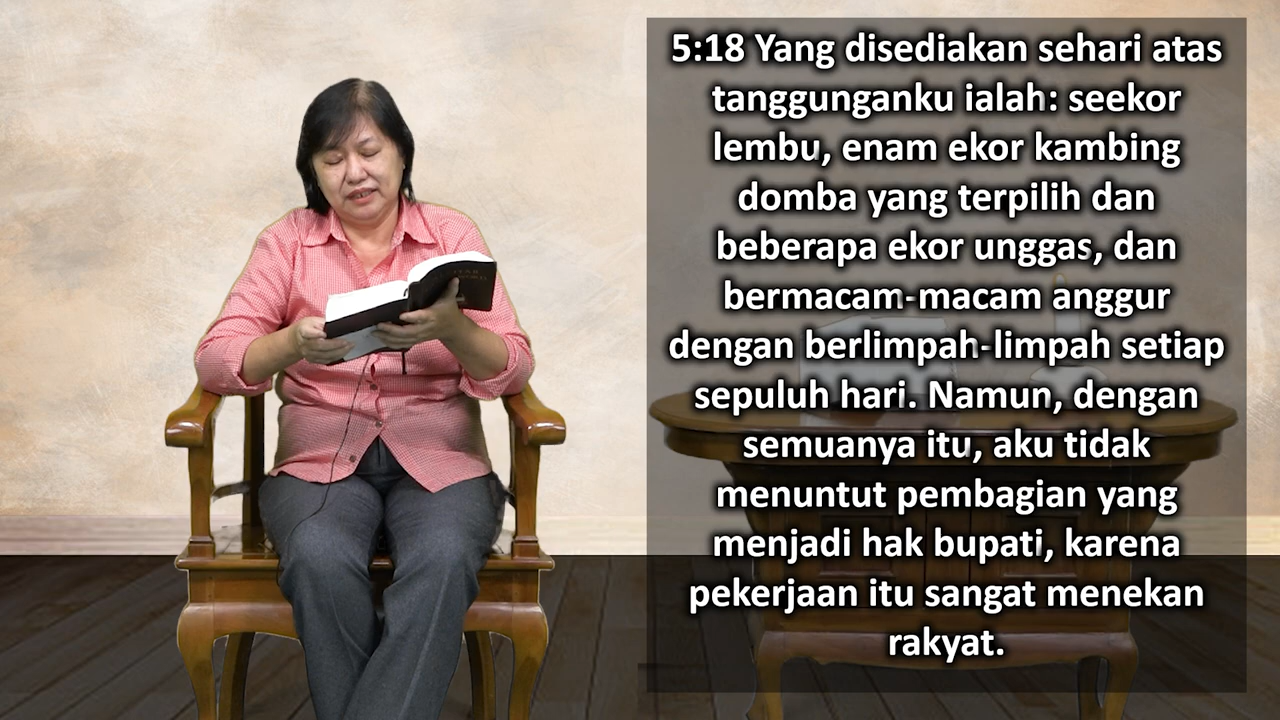 5:18 Yang disediakan sehari atas
tanggunganku ialah: seekor
lembu, enam ekor kambing
domba yang terpilih dan
beberapa ekor unggas, dan
bermacam-macam anggur
dengan berlimpah-limpah setiap
sepuluh hari. Namun, dengan
semuanya itu, aku tidak
menuntut pembagian yang
menjadi hak bupati, karena
pekerjaan itu sangat menekan
rakyat.